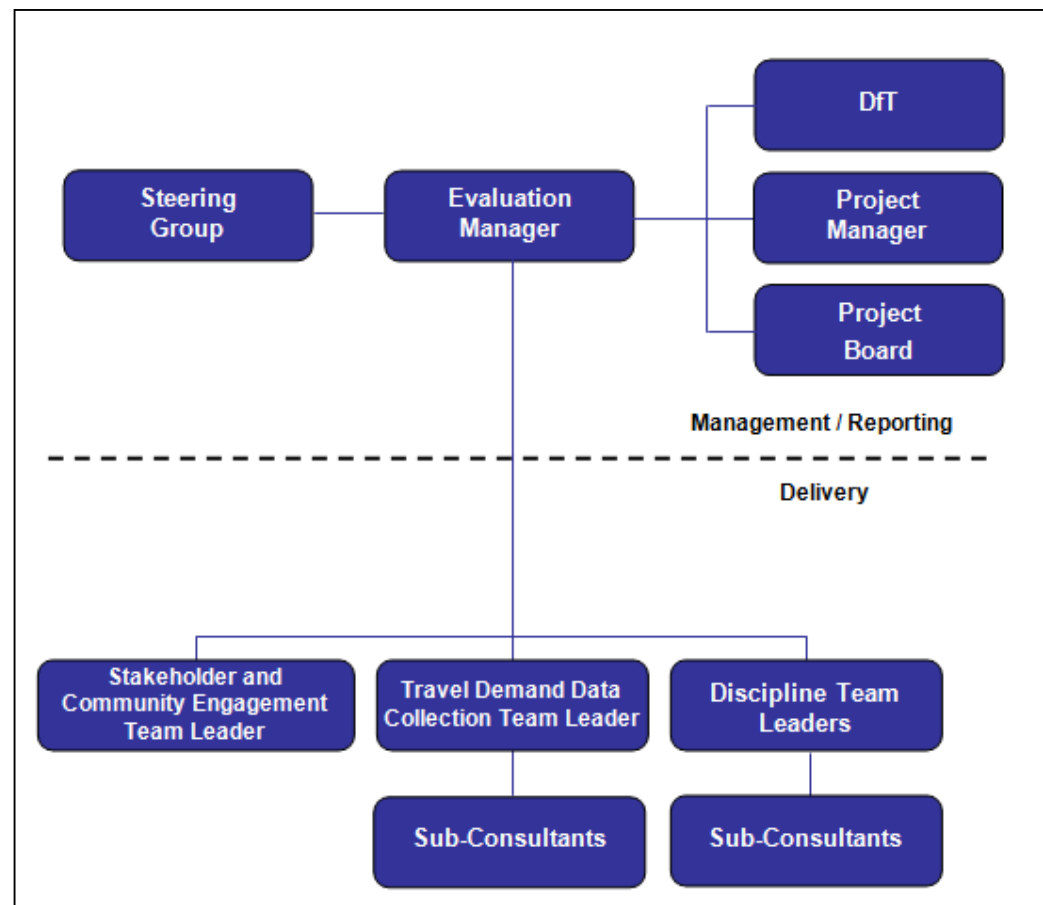 DfT
Steering
Group
Evaluation
Manager
Project
Manager
Project
Board
Management / Reporting
Delivery
Stakeholder and
Community Engagement
Team Leader
Travel Demand Data
Collection Team Leader
Discipline Team
Leaders
Sub-Consultants
Sub-Consultants